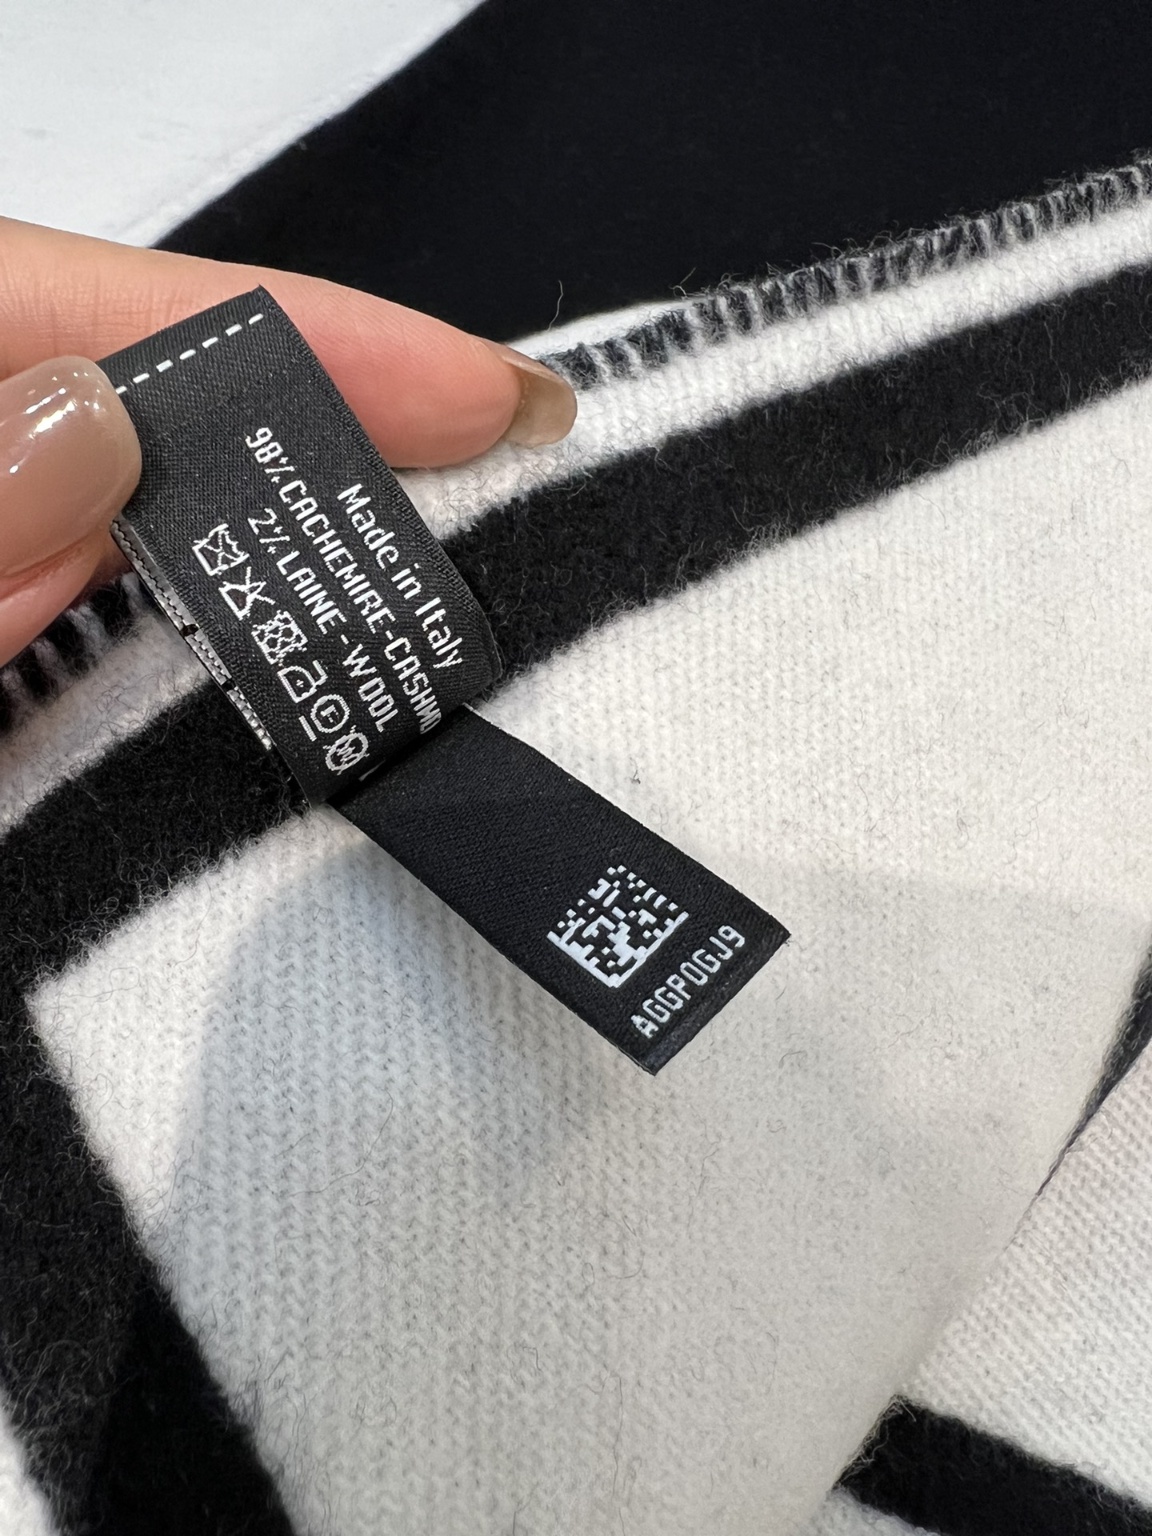 Made in Italy
98% CACHEMIRE-CASHM
2% LAINE-WOOL
AGGPOGJ9